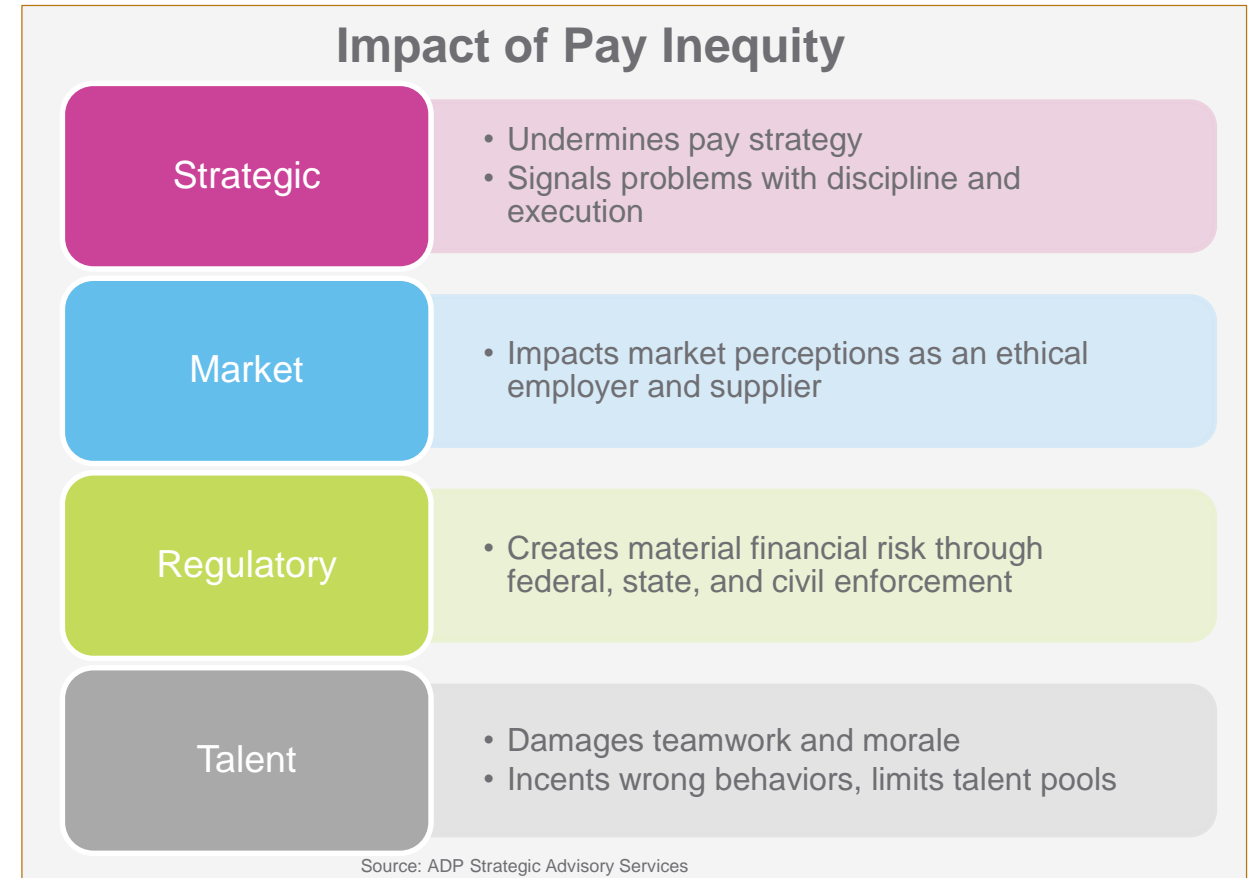 Impact of Pay Inequity
Strategic
• Undermines pay strategy
• Signals problems with discipline and
execution
Market
• Impacts market perceptions as an ethical
employer and supplier
Regulatory
• Creates material financial risk through
federal, state, and civil enforcement
Talent
• Damages teamwork and morale
• Incents wrong behaviors, limits talent pools
Source: ADP Strategic Advisory Services